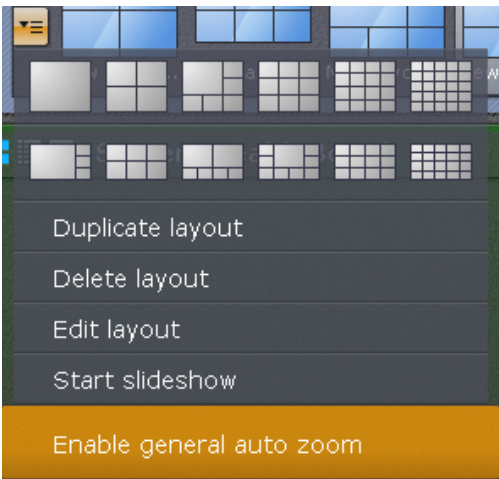 Duplicate layout
Delete layout
Edit layout
Start slideshow
Enable general auto zoom